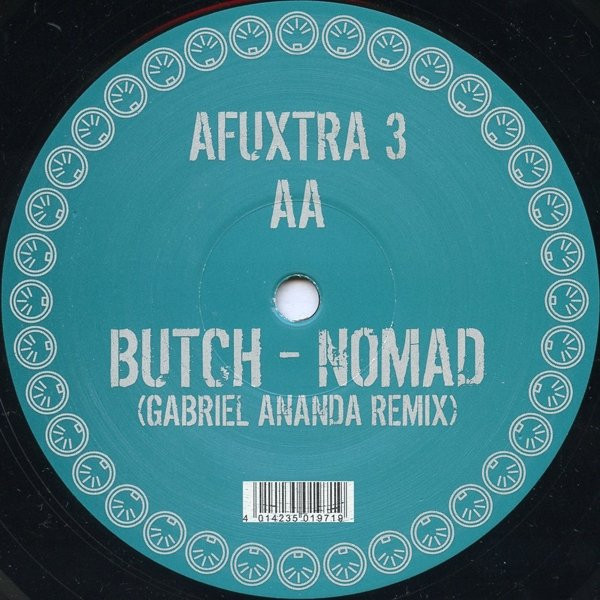 AFUXTRA 3
AA
BUTCH - NOMAD
(GABRIEL ANANDA REMIX)
4 014235 019719